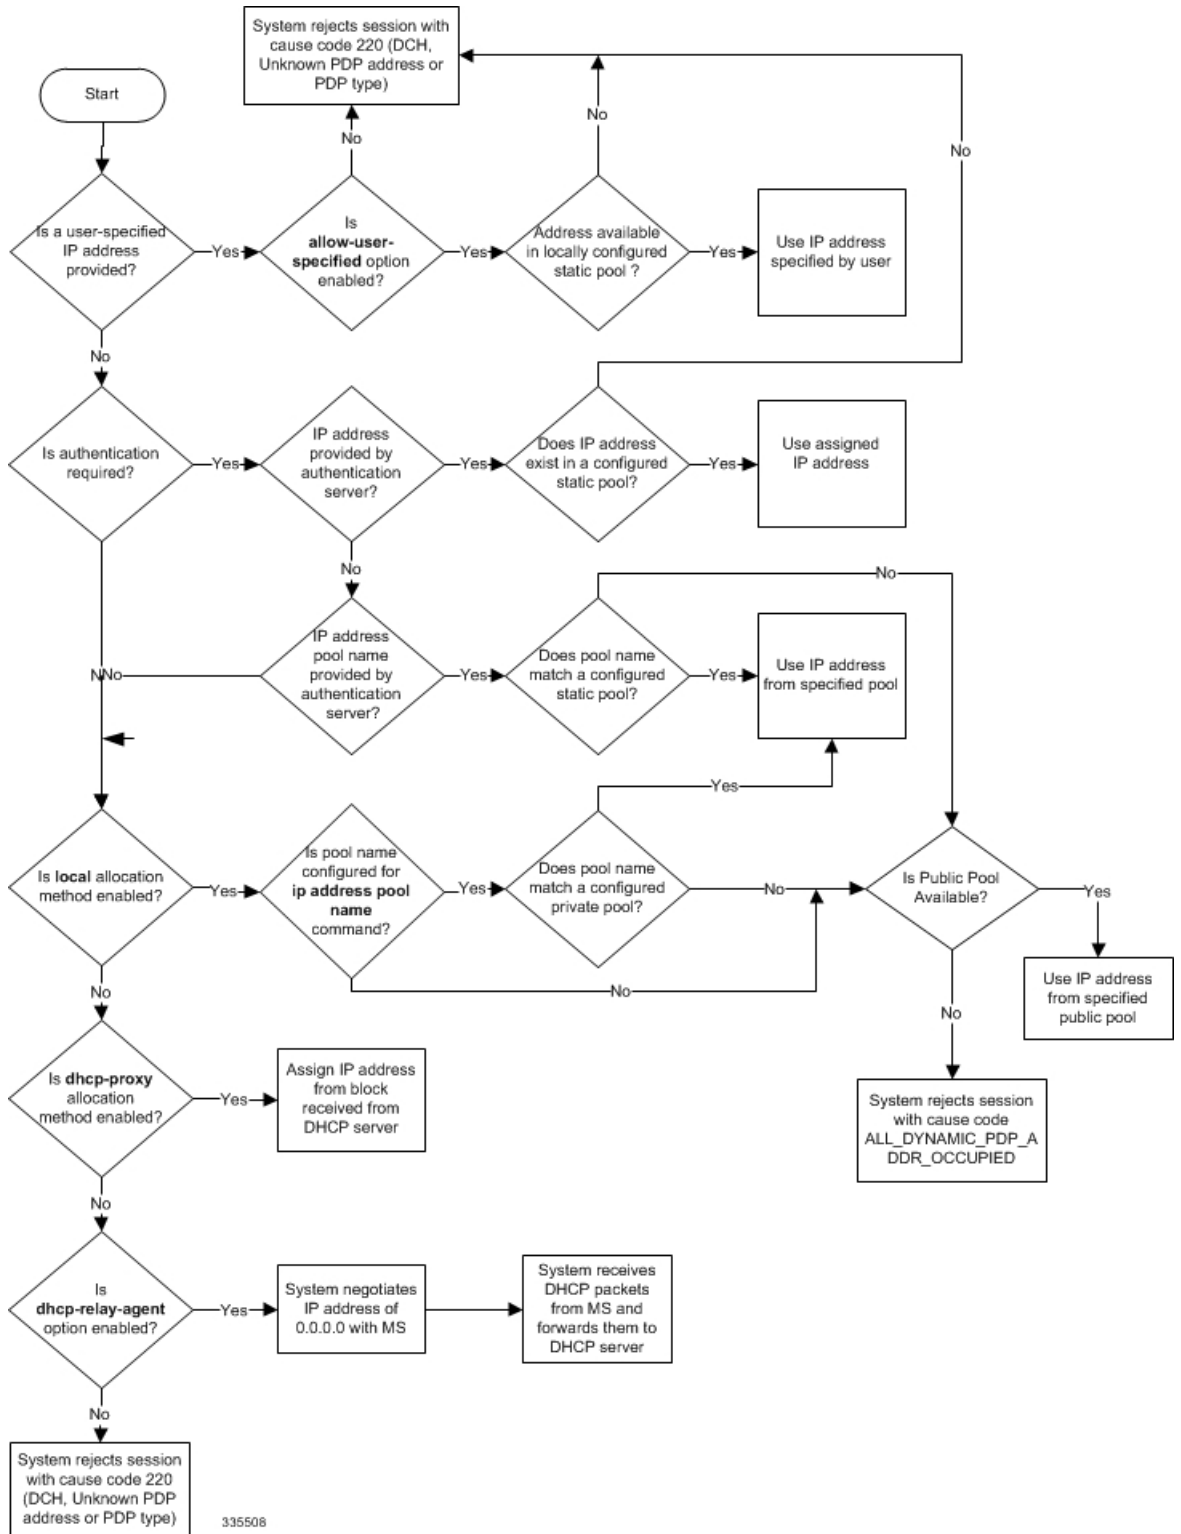 System rejects session with
cause code 220 (DCH,
Unknown PDP address or
PDP type)
Start
No
No
No
Is a user-specified
IP address
provided?
Yes
Is
allow-user-
specified option
enabled?
Yes
Address available
in locally configured
static pool ?
Yes
Use IP address
specified by user
No
Is authentication
required?
Yes
IP address
provided by
authentication
server?
Yes
Does IP address
exist in a configured
static pool?
Yes
Use assigned
IP address
No
No
IP address
pool name
provided by
authentication
server?
NNo
Yes
Does pool name
match a configured
static pool?
Yes
Use IP address
from specified pool
Yes
Is local allocation
method enabled?
Yes
Is pool name
configured for
ip address pool
name
command?
Yes
Does pool name
match a configured
private pool?
No
Is Public Pool
Available?
Yes
No
No
No
Use IP address
from specified
public pool
Is dhcp-proxy
allocation
method enabled?
Yes
Assign IP address
from block
received from
DHCP server
System rejects session
with cause code
ALL_DYNAMIC_PDP_A
DDR_OCCUPIED
No
Is
dhcp-relay-agent
option enabled?
Yes
System negotiates
IP address of
0.0.0.0 with MS
System receives
DHCP packets
from MS and
forwards them to
DHCP server
No
System rejects session
with cause code 220
(DCH, Unknown PDP
address or PDP type)
335508